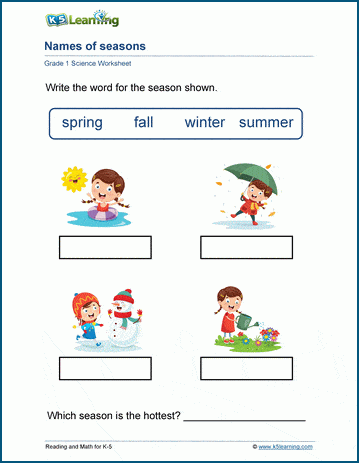 K5 Learning
Names of seasons
Grade 1 Science Worksheet
Write the word for the season shown.
spring fall winter summer
Which season is the hottest?
Reading and Math for K-5
© www.k5learning.com